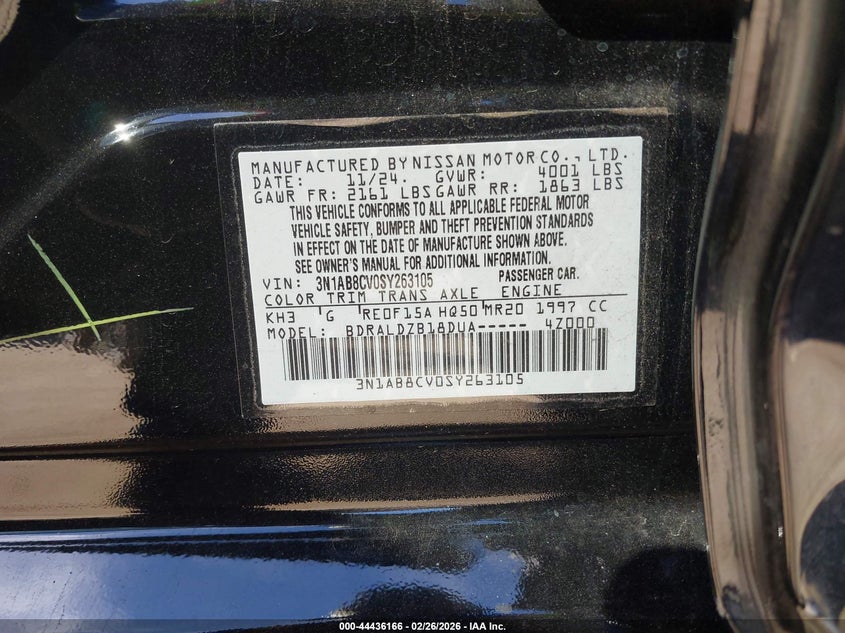 MANUFACTURED BY NISSAN MOTOR CO., LTD.
DATE: 11/24. GVWR: 4001 LBS
GAWR FR: 2161 LBS GAWR RR: 1863 LBS
THIS VEHICLE CONFORMS TO ALL APPLICABLE FEDERAL MOTOR
VEHICLE SAFETY, BUMPER AND THEFT PREVENTION STANDARDS
IN EFFECT ON THE DATE OF MANUFACTURE SHOWN ABOVE.
SEE OWNER'S MANUAL FOR ADDITIONAL INFORMATION.
VIN: 3N1AB8CV0SY263105 PASSENGER CAR.
COLOR TRIM TRANS AXLE ENGINE
KH3 G RE0F15A HQ50 MR20 1997 CC
MODEL: BDRALDZB18DUA----- 4Z000
3N1AB8CV0SY263105
000-44436166 - 02/26/2026 - IAA Inc.